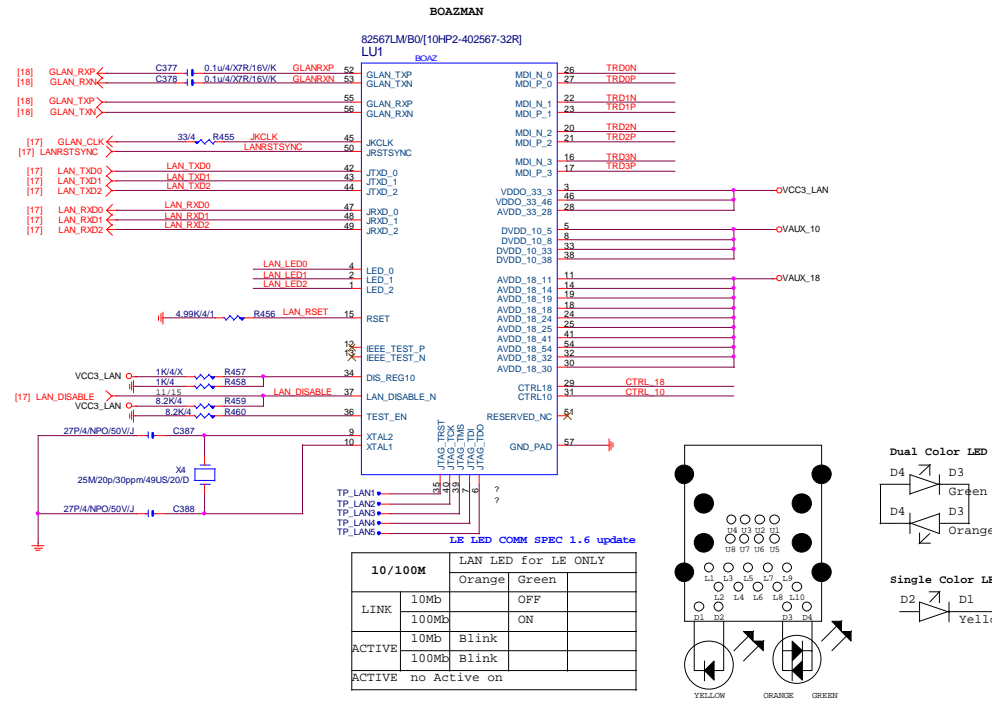 BOAZMAN
82567LM/B0/[10HP2-402567-32R]
LU1
BOAZ
[18] GLAN_RXP C377 0.1u/4/X7R/16V/K GLANRXP 52 GLAN_TXP
[18] GLAN_RXN C378 0.1u/4/X7R/16V/K GLANRXN 53 GLAN_TXN
[18] GLAN_TXP 55 GLAN_RXP
[18] GLAN_TXN 56 GLAN_RXN
[17] GLAN_CLK 33/4 R455 JKCLK 45 JKCLK
[17] LANRSTSYNC LANRSTSYNC 50 JRSTSYNC
[17] LAN_TXD0 LAN_TXD0 42 JTXD_0
[17] LAN_TXD1 LAN_TXD1 43 JTXD_1
[17] LAN_TXD2 LAN_TXD2 44 JTXD_2
[17] LAN_RXD0 LAN_RXD0 47 JRXD_0
[17] LAN_RXD1 LAN_RXD1 48 JRXD_1
[17] LAN_RXD2 LAN_RXD2 49 JRXD_2
LAN_LED0 4 LED_0
LAN_LED1 2 LED_1
LAN_LED2 1 LED_2
4.99K/4/1 R456 LAN_RSET 15 RSET
12 IEEE_TEST_P
13 IEEE_TEST_N
VCC3_LAN 1K/4/X R457 34 DIS_REG10
1K/4 R458
[17] LAN_DISABLE 11/15 LAN_DISABLE 37 LAN_DISABLE_N
VCC3_LAN 8.2K/4 R459
8.2K/4 R460 36 TEST_EN
27P/4/NPO/50V/J C387 9 XTAL2
10 XTAL1
X4
25M/20p/30ppm/49US/20/D
27P/4/NPO/50V/J C388
MDI_N_0 26 TRD0N
MDI_P_0 27 TRD0P
MDI_N_1 22 TRD1N
MDI_P_1 23 TRD1P
MDI_N_2 20 TRD2N
MDI_P_2 21 TRD2P
MDI_N_3 16 TRD3N
MDI_P_3 17 TRD3P
VDDO_33_3 3 VCC3_LAN
VDDO_33_46 46
AVDD_33_28 28
DVDD_10_5 5 VAUX_10
DVDD_10_8 8
DVDD_10_33 33
DVDD_10_38 38
AVDD_18_11 11 VAUX_18
AVDD_18_14 14
AVDD_18_19 19
AVDD_18_18 18
AVDD_18_24 24
AVDD_18_25 25
AVDD_18_41 41
AVDD_18_54 54
AVDD_18_32 32
AVDD_18_30 30
CTRL18 29 CTRL_18
CTRL10 31 CTRL_10
RESERVED_NC 51
GND_PAD 57
JTAG_TRST 35
JTAG_TCK 40
JTAG_TMS 39
JTAG_TDI 7
JTAG_TDO 6
?
?
TP_LAN1
TP_LAN2
TP_LAN3
TP_LAN4
TP_LAN5
LE LED COMM SPEC 1.6 update
10/100M LAN LED for LE ONLY
Orange Green
LINK 10Mb OFF
100Mb ON
ACTIVE 10Mb Blink
100Mb Blink
ACTIVE no Active on
U4 U3 U2 U1
U8 U7 U6 U5
L1 L3 L5 L7 L9
L2 L4 L6 L8 L10
D1 D2 D3 D4
YELLOW ORANGE GREEN
Dual Color LED
D4 D3
Green
D4 D3
Orange
Single Color LE
D2 D1
Yello